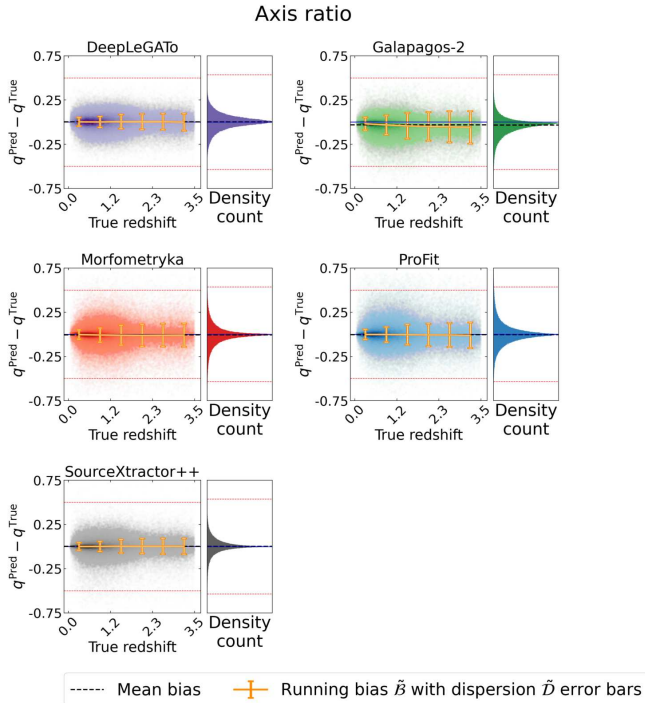 Axis ratio
DeepLeGATo
Galapagos-2
0.75
0.25
-0.25
-0.75
q^Pred − q^True
0.0
1.2
2.3
3.5
True redshift
Density
count
0.75
0.25
-0.25
-0.75
q^Pred − q^True
0.0
1.2
2.3
3.5
True redshift
Density
count
Morfometryka
ProFit
0.75
0.25
-0.25
-0.75
q^Pred − q^True
0.0
1.2
2.3
3.5
True redshift
Density
count
0.75
0.25
-0.25
-0.75
q^Pred − q^True
0.0
1.2
2.3
3.5
True redshift
Density
count
SourceXtractor++
0.75
0.25
-0.25
-0.75
q^Pred − q^True
0.0
1.2
2.3
3.5
True redshift
Density
count
Mean bias
Running bias B̃ with dispersion D̃ error bars